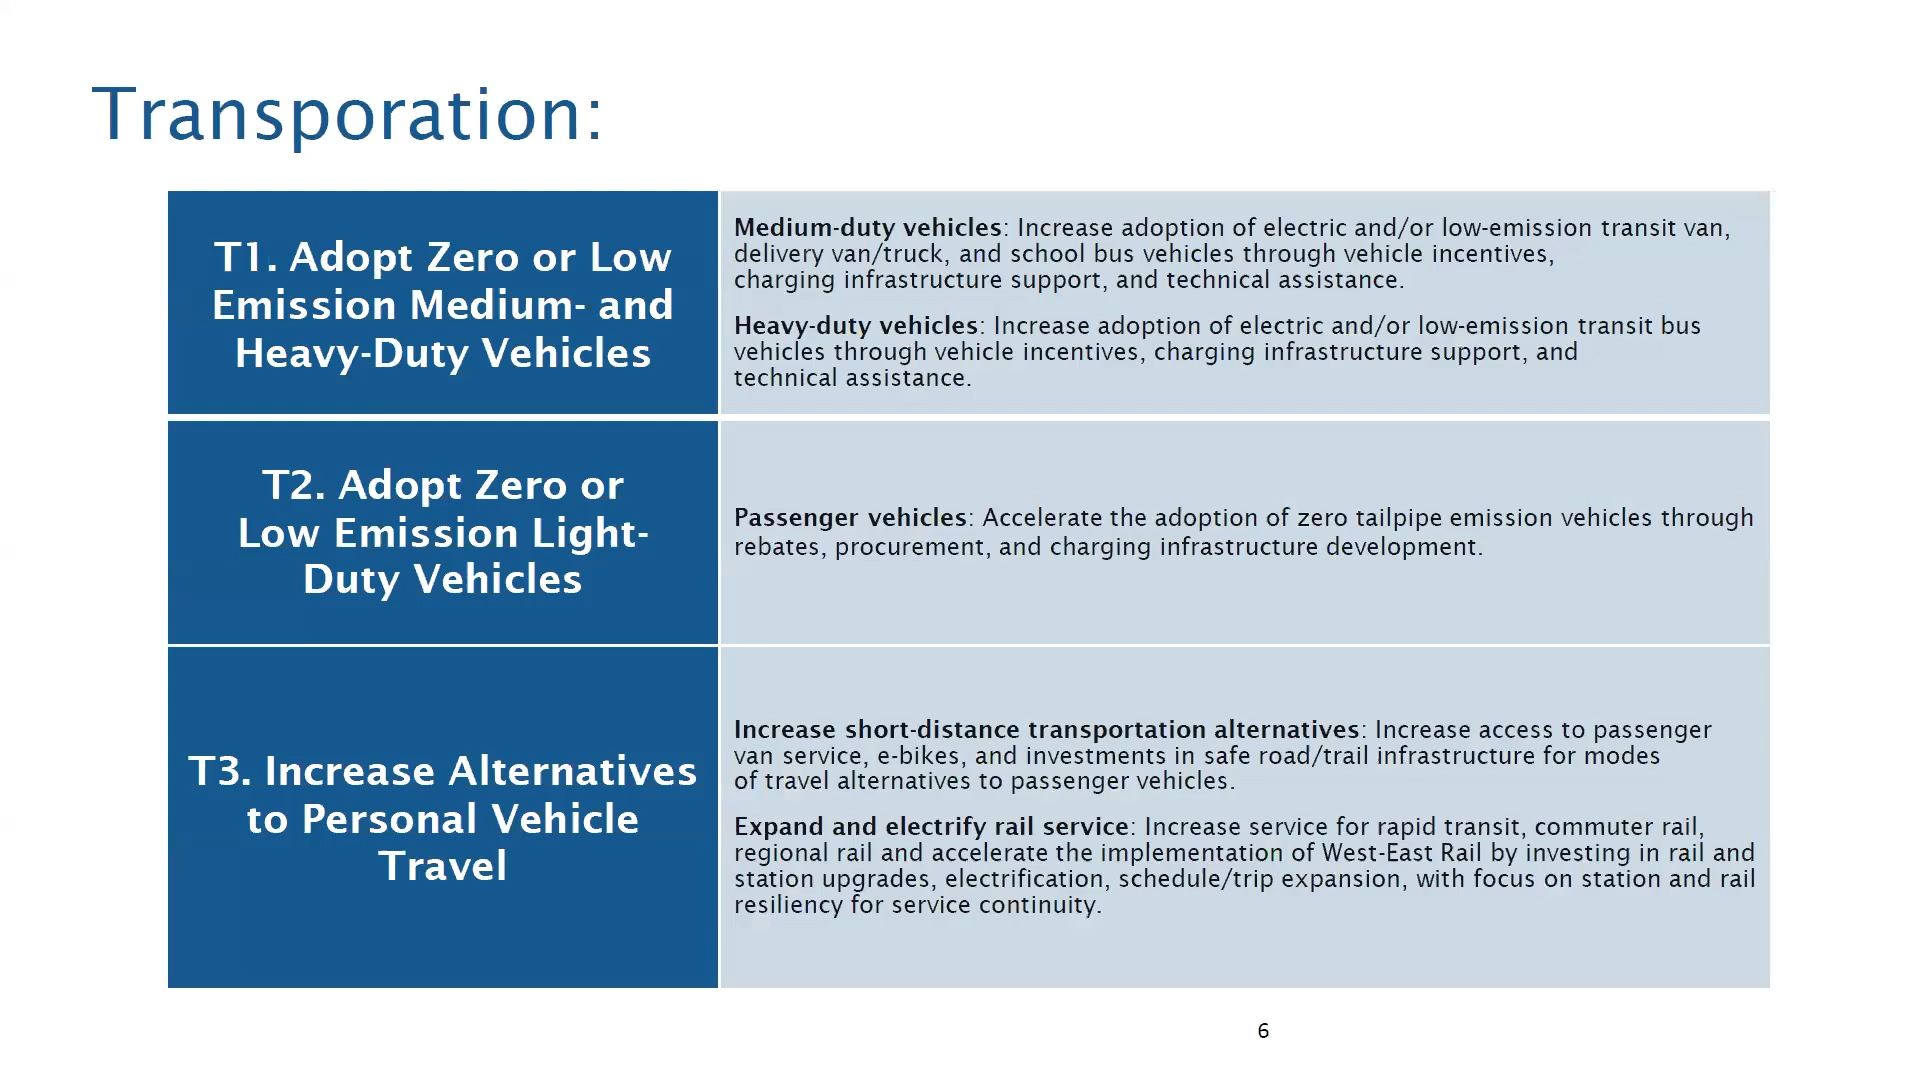 Transporation:
T1. Adopt Zero or Low
Emission Medium- and
Heavy-Duty Vehicles
Medium-duty vehicles: Increase adoption of electric and/or low-emission transit van,
delivery van/truck, and school bus vehicles through vehicle incentives,
charging infrastructure support, and technical assistance.
Heavy-duty vehicles: Increase adoption of electric and/or low-emission transit bus
vehicles through vehicle incentives, charging infrastructure support, and
technical assistance.
T2. Adopt Zero or
Low Emission Light-
Duty Vehicles
Passenger vehicles: Accelerate the adoption of zero tailpipe emission vehicles through
rebates, procurement, and charging infrastructure development.
T3. Increase Alternatives
to Personal Vehicle
Travel
Increase short-distance transportation alternatives: Increase access to passenger
van service, e-bikes, and investments in safe road/trail infrastructure for modes
of travel alternatives to passenger vehicles.
Expand and electrify rail service: Increase service for rapid transit, commuter rail,
regional rail and accelerate the implementation of West-East Rail by investing in rail and
station upgrades, electrification, schedule/trip expansion, with focus on station and rail
resiliency for service continuity.
6